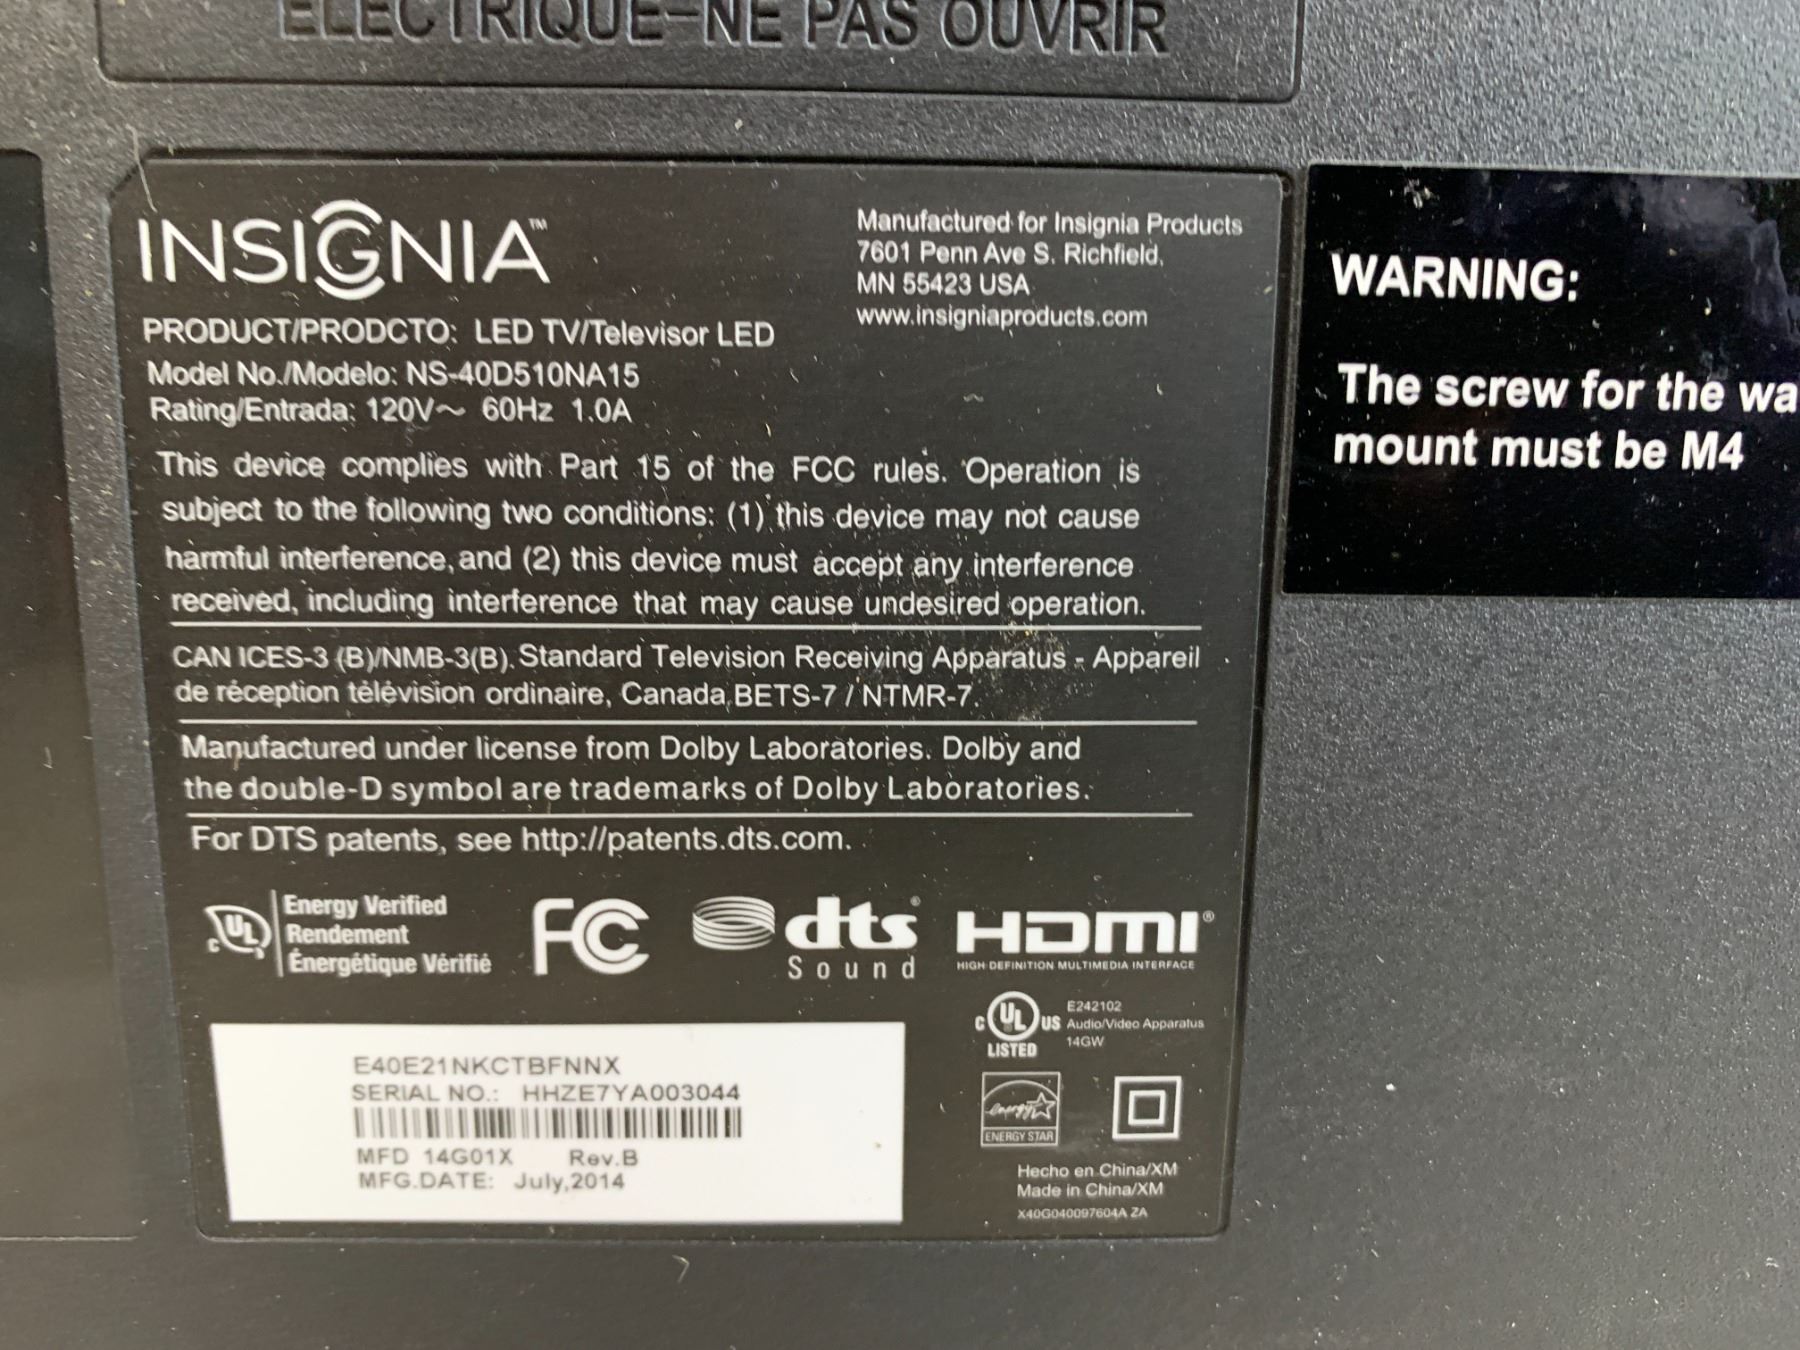 ELECTRIQUE-NE PAS OUVRIR
INSIGNIA™
Manufactured for Insignia Products
7601 Penn Ave S. Richfield,
MN 55423 USA
www.insigniaproducts.com
PRODUCT/PRODCTO: LED TV/Televisor LED
Model No./Modelo: NS-40D510NA15
Rating/Entrada: 120V~ 60Hz 1.0A
This device complies with Part 15 of the FCC rules. Operation is
subject to the following two conditions: (1) this device may not cause
harmful interference, and (2) this device must accept any interference
received, including interference that may cause undesired operation.
CAN ICES-3 (B)/NMB-3(B). Standard Television Receiving Apparatus - Appareil
de réception télévision ordinaire, Canada, BETS-7 / NTMR-7.
Manufactured under license from Dolby Laboratories. Dolby and
the double-D symbol are trademarks of Dolby Laboratories.
For DTS patents, see http://patents.dts.com.
c UL
Energy Verified
Rendement
Énergétique Vérifié
FC
dts®
Sound
HDMI®
HIGH-DEFINITION MULTIMEDIA INTERFACE
c UL US
LISTED
E242102
Audio/Video Apparatus
14GW
energy
ENERGY STAR
Hecho en China/XM
Made in China/XM
X40G040097604A ZA
E40E21NKCTBFNNX
SERIAL NO.: HHZE7YA003044
MFD 14G01X Rev.B
MFG.DATE: July,2014
WARNING:
The screw for the wa
mount must be M4